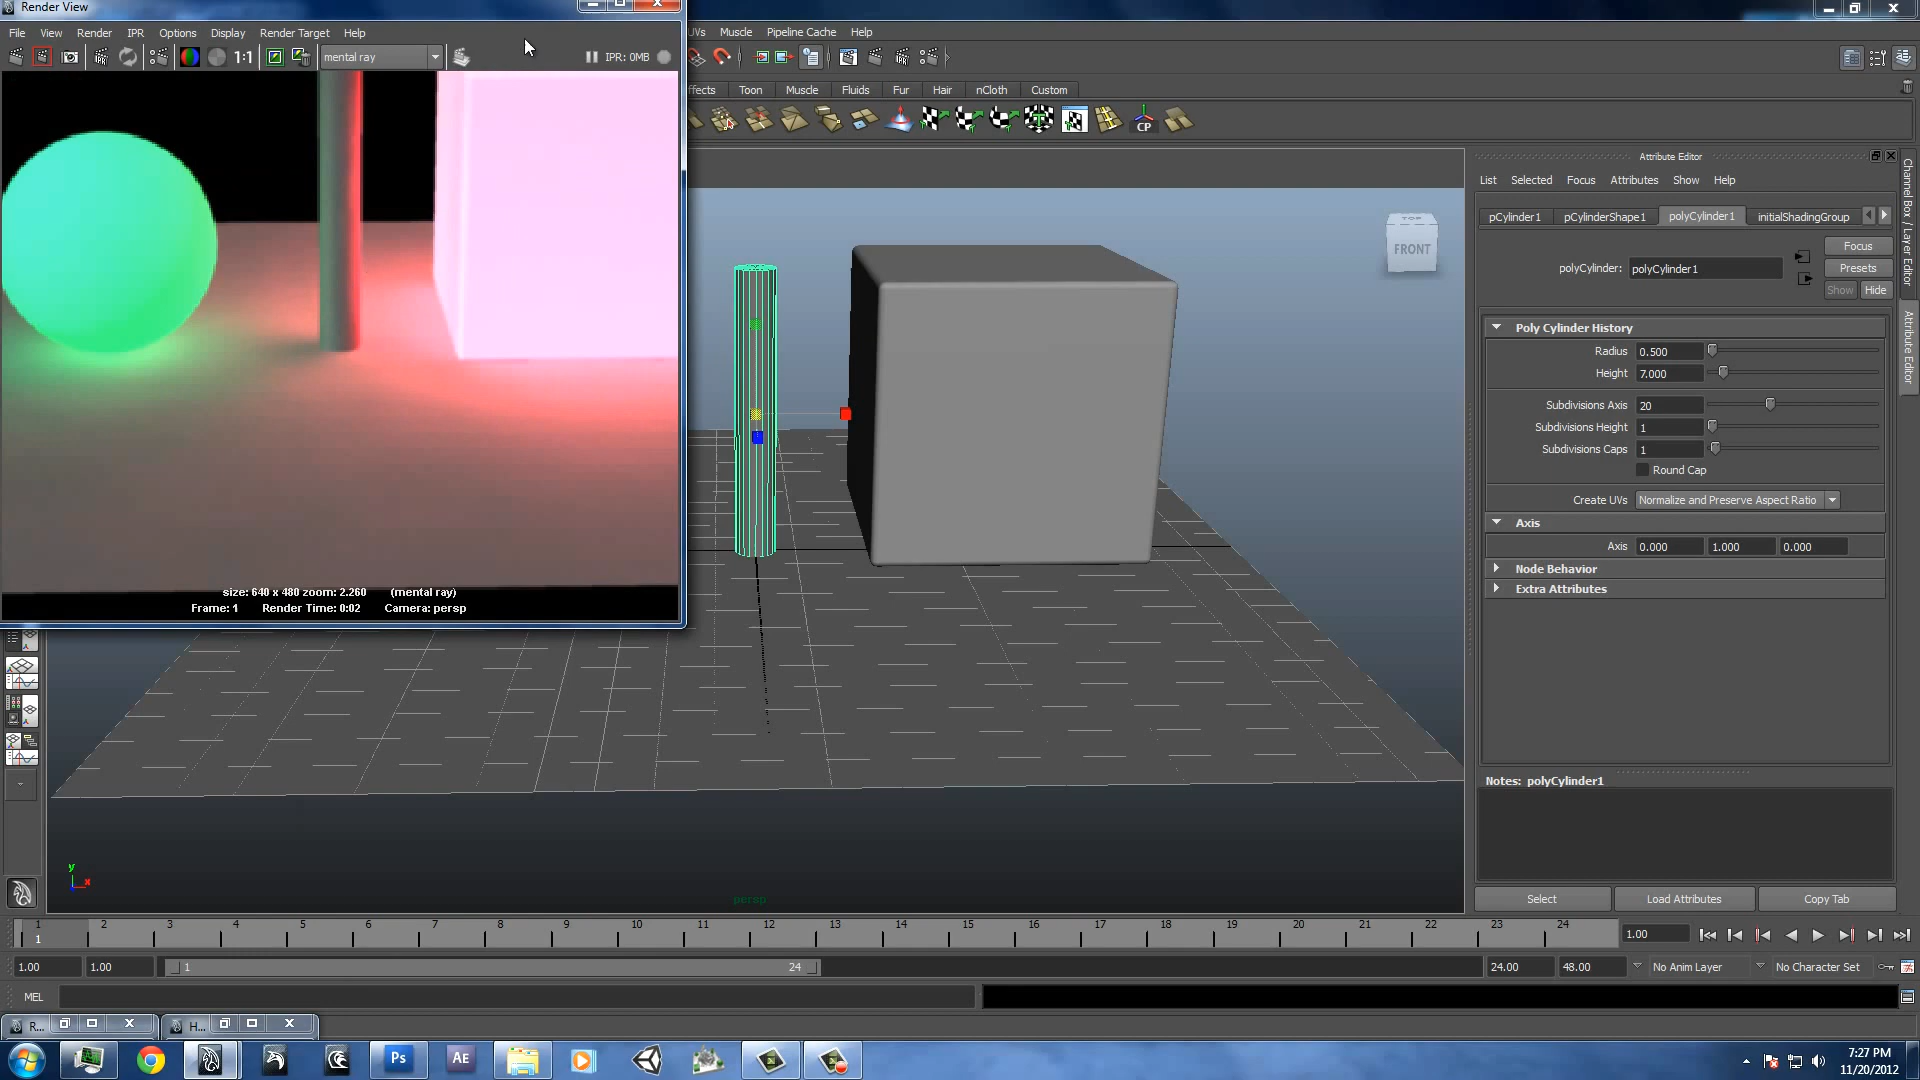 Render View
File View Render IPR Options Display Render Target Help
1:1 mental ray IPR: 0MB
size: 640 x 480 zoom: 2.260 (mental ray)
Frame: 1 Render Time: 0:02 Camera: persp
UVs Muscle Pipeline Cache Help
ffects Toon Muscle Fluids Fur Hair nCloth Custom
CP
TOP
FRONT
y
x
persp
Attribute Editor
List Selected Focus Attributes Show Help
pCylinder1 pCylinderShape1 polyCylinder1 initialShadingGroup
Focus
polyCylinder: polyCylinder1
Presets
Show Hide
Poly Cylinder History
Radius 0.500
Height 7.000
Subdivisions Axis 20
Subdivisions Height 1
Subdivisions Caps 1
Round Cap
Create UVs Normalize and Preserve Aspect Ratio
Axis
Axis 0.000 1.000 0.000
Node Behavior
Extra Attributes
Notes: polyCylinder1
Select Load Attributes Copy Tab
Channel Box / Layer Editor
Attribute Editor
1 2 3 4 5 6 7 8 9 10 11 12 13 14 15 16 17 18 19 20 21 22 23 24
1
1.00
1.00 1.00 1 24 24.00 48.00 No Anim Layer No Character Set
MEL
R... H...
Ps Ae
7:27 PM
11/20/2012